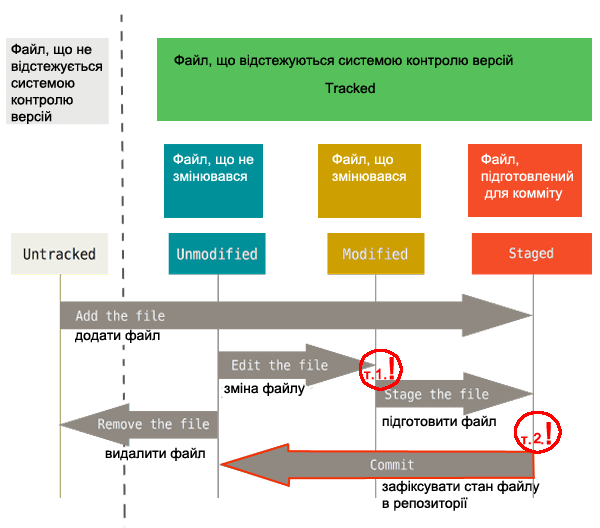 Файл, що не
відстежується
системою
контролю
версій
Файл, що відстежуються системою контролю версій
Tracked
Файл, що не
змінювався
Файл, що
змінювався
Файл,
підготовлений
для комміту
Untracked
Unmodified
Modified
Staged
Add the file
додати файл
Edit the file
зміна файлу
т.1.!
Stage the file
підготовити файл
Remove the file
видалити файл
т.2.!
Commit
зафіксувати стан файлу
в репозиторії